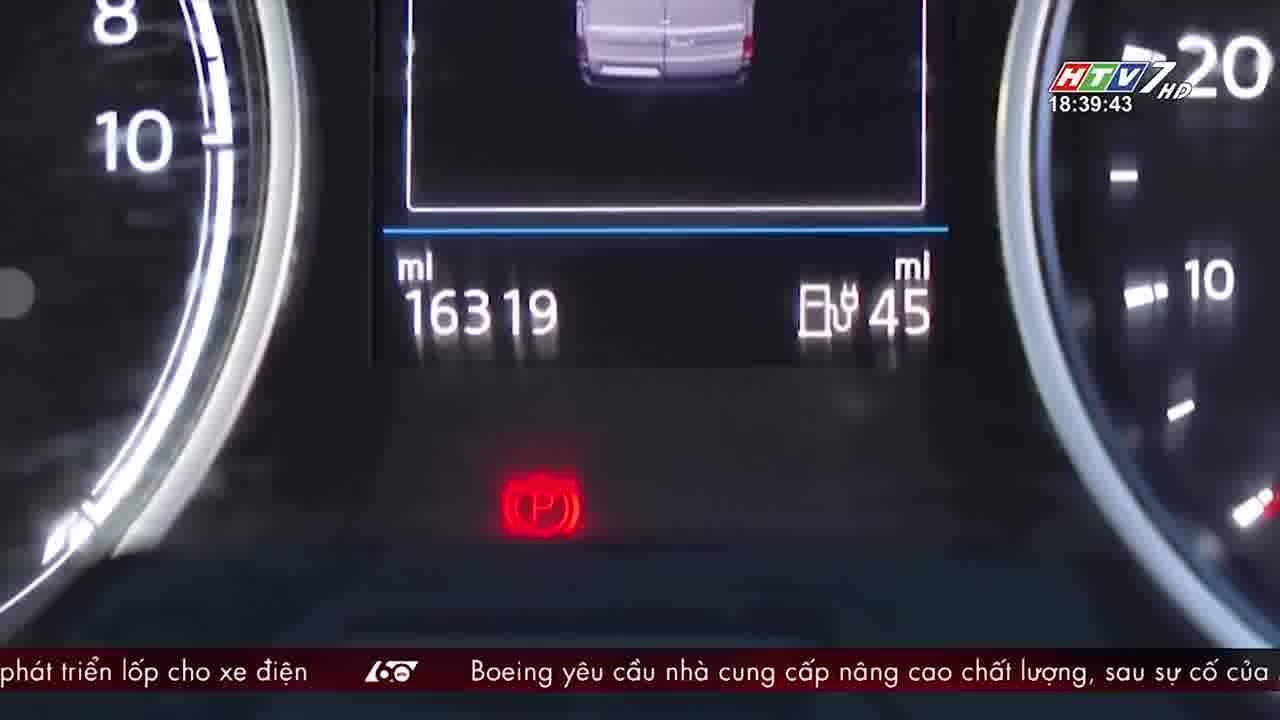 8
10
HTV7 HD
20
18:39:43
mi
16319
mi
45
10
P
phát triển lốp cho xe điện
60
Boeing yêu cầu nhà cung cấp nâng cao chất lượng, sau sự cố của